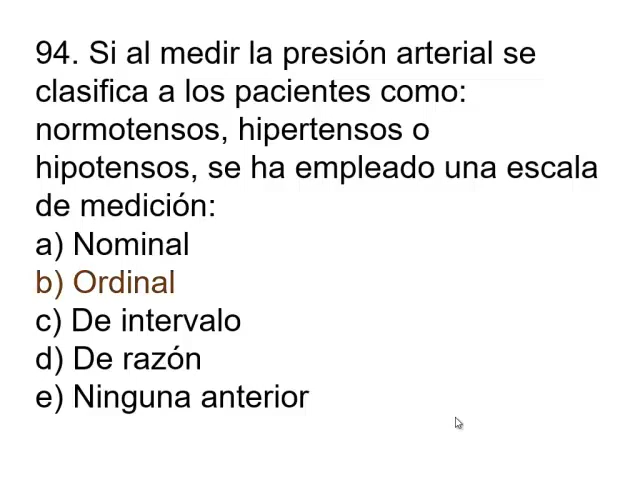 94. Si al medir la presión arterial se
clasifica a los pacientes como:
normotensos, hipertensos o
hipotensos, se ha empleado una escala
de medición:
a) Nominal
b) Ordinal
c) De intervalo
d) De razón
e) Ninguna anterior